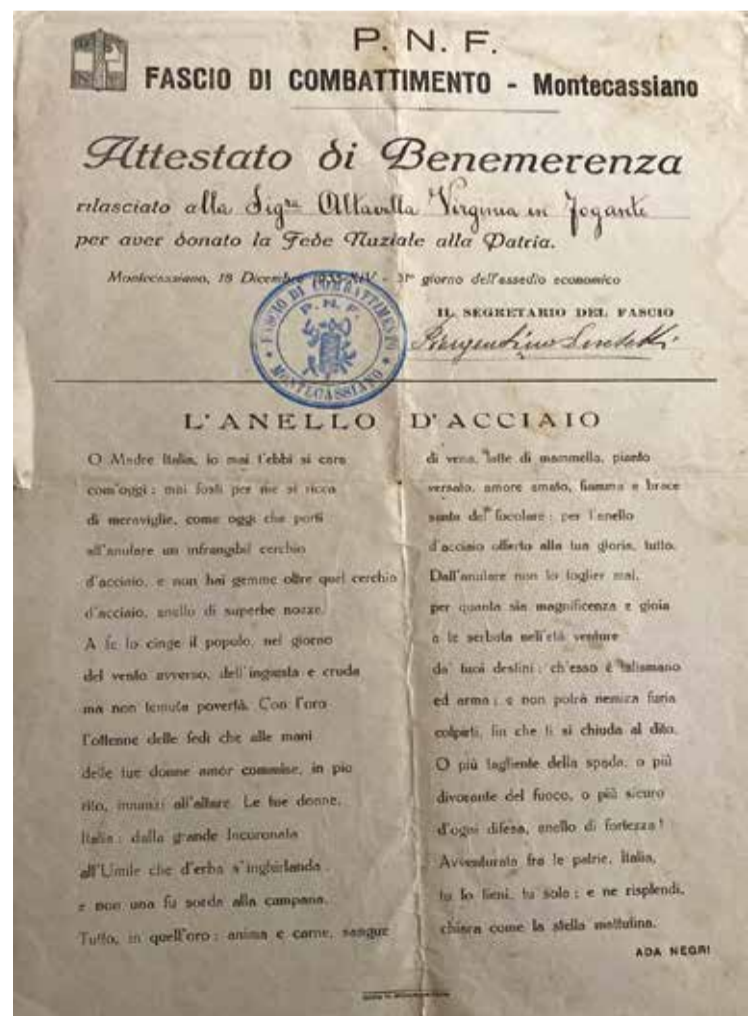 P. N. F.
FASCIO DI COMBATTIMENTO - Montecassiano
Attestato di Benemerenza
rilasciato alla Sig.ra Altavilla Virginia in Fogante
per aver donato la Fede Nuziale alla Patria.
Montecassiano, 18 Dicembre 1935-XIV - 31º giorno dell'assedio economico
IL SEGRETARIO DEL FASCIO
FASCIO DI COMBATTIMENTO
P. N. F.
MONTECASSIANO
L'ANELLO D'ACCIAIO
O Madre Italia, io mai t'ebbi sì cara
com'oggi: mai fosti per me sì ricca
di meraviglie, come oggi che porti
all'anulare un infrangibil cerchio
d'acciaio, e non hai gemme oltre quel cerchio
d'acciaio, anello di superbe nozze.
A te lo cinge il popolo, nel giorno
del vento avverso, dell'ingiusta e cruda
ma non temuta povertà. Con l'oro
l'ottenne delle fedi che alle mani
delle tue donne amor commise, in pio
rito, innanzi all'altare. Le tue donne,
Italia: dalla grande Incoronata
all'Umile che d'erba s'inghirlanda
e non una fu sorda alla campana.
Tutto, in quell'oro: anima e carne, sangue
di vena, latte di mammella, pianto
versato, amore amato, fiamma e brace
santa del focolare: per l'anello
d'acciaio offerto alla tua gloria, tutto.
Dall'anulare non lo toglier mai,
per quanta sia magnificenza e gioia
a te serbata nell'età venture
da' tuoi destini: ch'esso è talismano
ed arma; e non potrà nemica furia
colpirti, fin che ti si chiuda al dito.
O più tagliente della spada, o più
divorante del fuoco, o più sicuro
d'ogni difesa, anello di fortezza!
Avventurata fra le patrie, Italia,
tu lo tieni, tu sola; e ne risplendi,
chiara come la stella mattutina.
ADA NEGRI